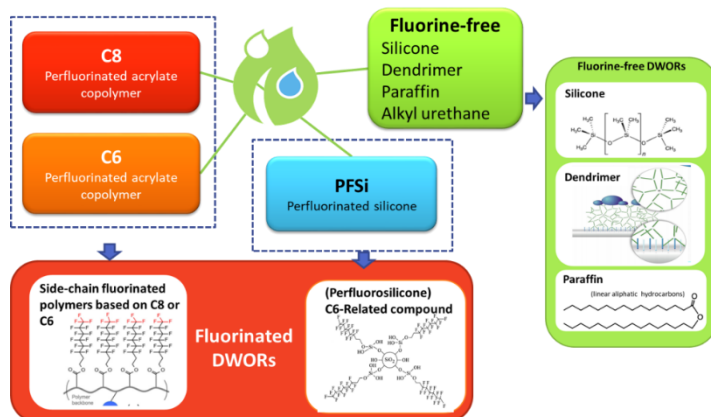 C8
Perfluorinated acrylate
copolymer
C6
Perfluorinated acrylate
copolymer
Fluorine-free
Silicone
Dendrimer
Paraffin
Alkyl urethane
PFSi
Perfluorinated silicone
Fluorine-free DWORs
Silicone
Dendrimer
Paraffin
(linear aliphatic hydrocarbons)
Side-chain fluorinated
polymers based on C8 or
C6
Polymer
backbone
Fluorinated
DWORs
(Perfluorosilicone)
C6-Related compound
SO₂